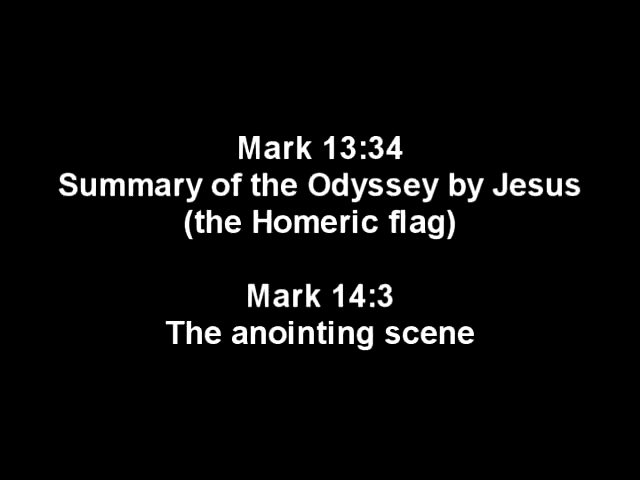 Mark 13:34
Summary of the Odyssey by Jesus
(the Homeric flag)
Mark 14:3
The anointing scene